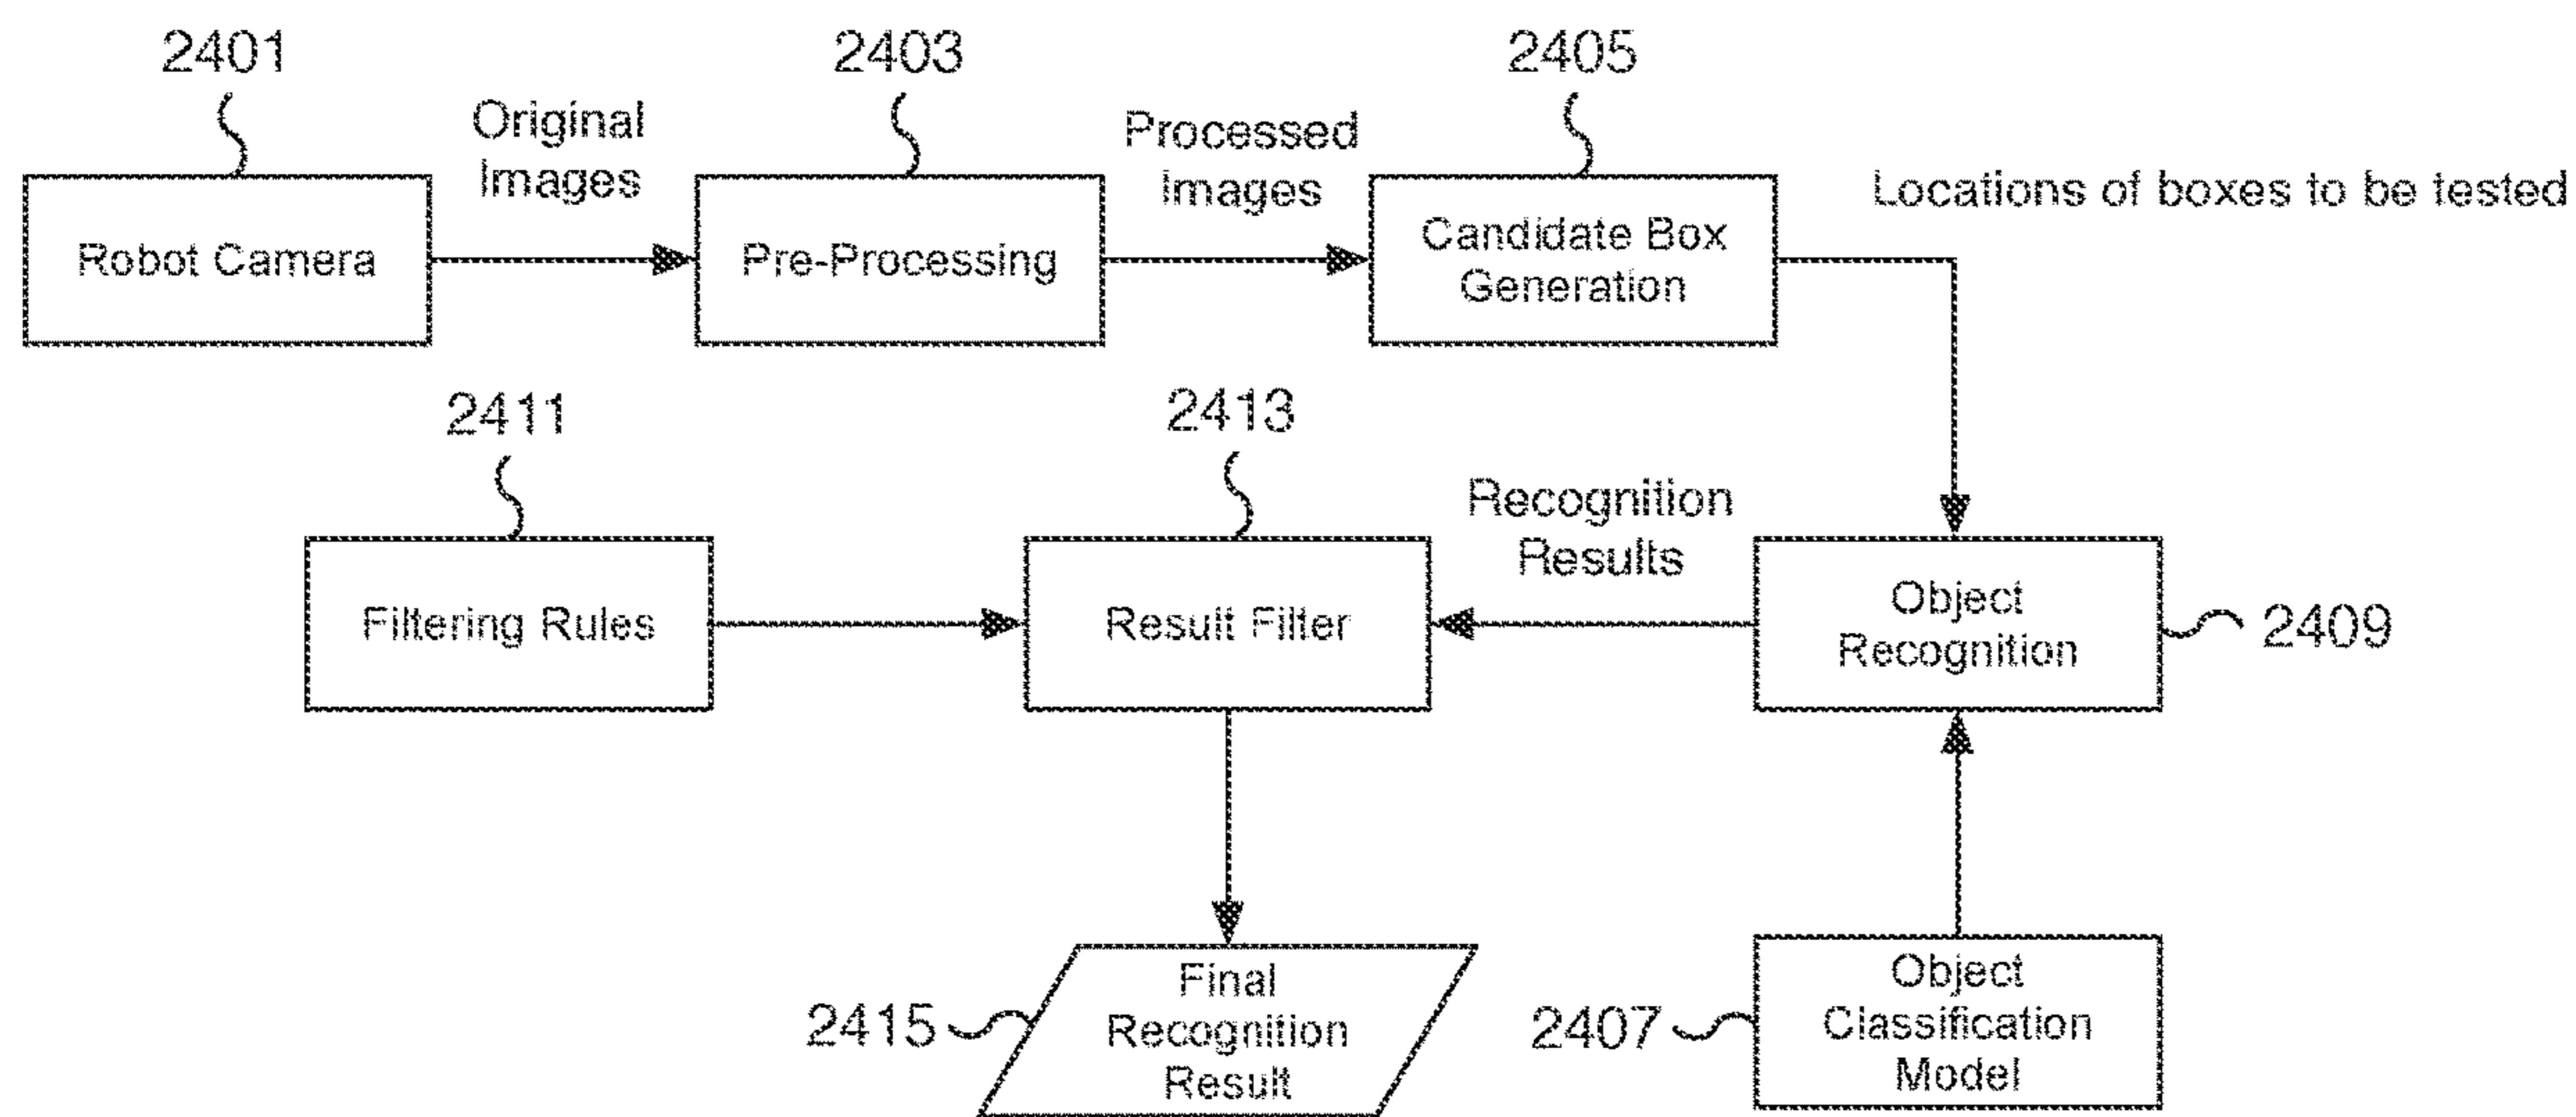 2401
2403
2405
Original
Images
Processed
Images
Locations of boxes to be tested
Robot Camera
Pre-Processing
Candidate Box
Generation
2411
2413
Recognition
Results
Filtering Rules
Result Filter
Object
Recognition
2409
2415
Final
Recognition
Result
2407
Object
Classification
Model